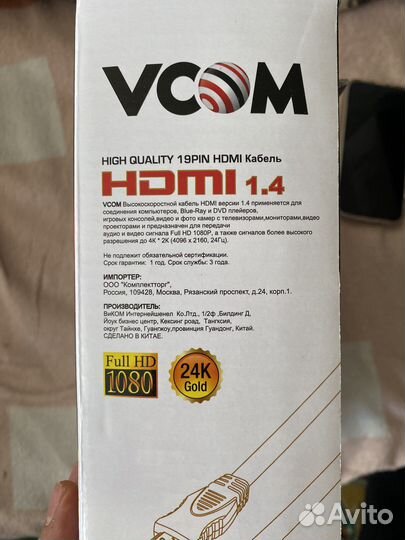 VCOM
HIGH QUALITY 19PIN HDMI Кабель
HDMI 1.4
VCOM Высокоскоростной кабель HDMI версии 1.4 применяется для
соединения компьютеров, Blue-Ray и DVD плейеров,
игровых консолей,видео и фото камер с телевизорами,мониторами,видео
проекторами и предназначен для передачи
аудио и видео сигнала Full HD 1080P, а также сигналов более высокого
разрешения до 4K * 2K (4096 x 2160, 24Гц).
Не подлежит обязательной сертификации.
Срок гарантии: 1 год. Срок службы: 3 года.
ИМПОРТЕР:
ООО "Комплектторг",
Россия, 109428, Москва, Рязанский проспект, д.24, корп.1.
ПРОИЗВОДИТЕЛЬ:
ВиКОМ Интернейшенел Ко.Лтд., 1/2ф ,Билдинг Д,
Йоук бизнес центр, Кексинг роад, Тангксия,
округ Тайнхе, Гуангжоу,провинция Гуандонг, Китай.
СДЕЛАНО В КИТАЕ.
Full HD
1080
24K
Gold
Avito